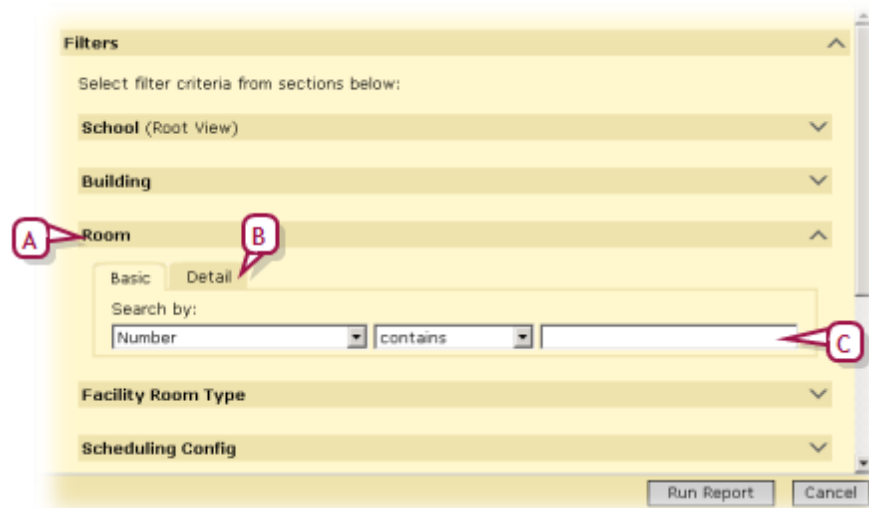 Filters
Select filter criteria from sections below:
School (Root View)
Building
A
Room
B
Basic Detail
Search by:
Number contains
C
Facility Room Type
Scheduling Config
Run Report Cancel